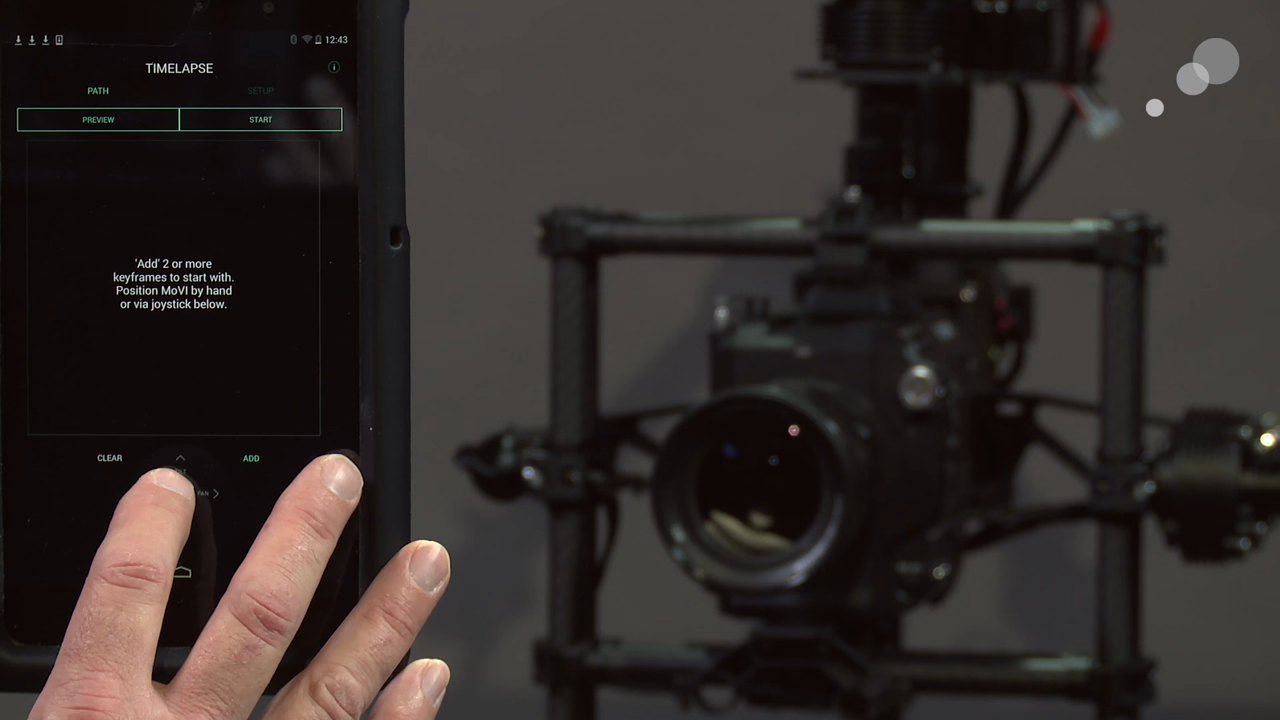 12:43
TIMELAPSE
PATH
SETUP
PREVIEW
START
'Add' 2 or more
keyframes to start with.
Position MoVI by hand
or via joystick below.
CLEAR
ADD